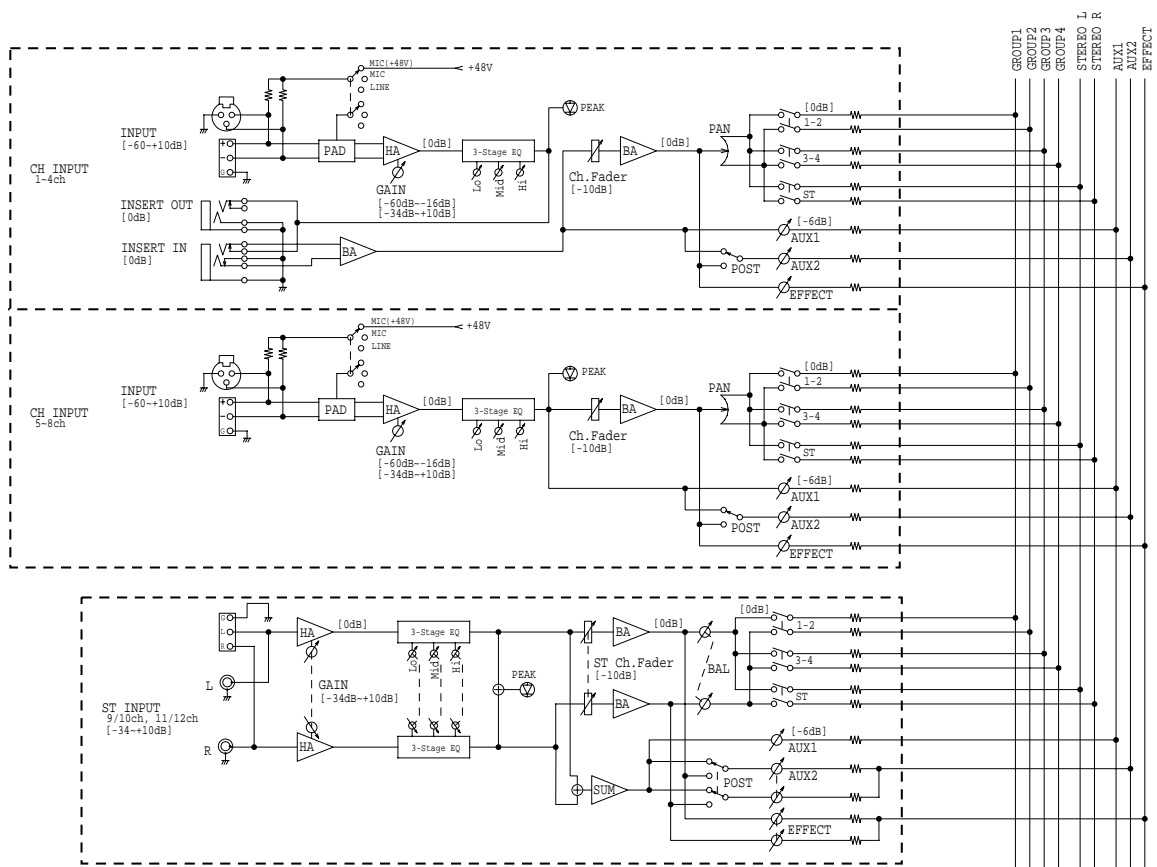 GROUP1
GROUP2
GROUP3
GROUP4
STEREO L
STEREO R
AUX1
AUX2
EFFECT
CH INPUT
1~4ch
INPUT
[-60~+10dB]
+
-
G
MIC(+48V)
MIC
LINE
+48V
PAD
HA
[0dB]
GAIN
[-60dB~-16dB]
[-34dB~+10dB]
3-Stage EQ
Lo
Mid
Hi
PEAK
Ch.Fader
[-10dB]
BA
[0dB]
PAN
[0dB]
1-2
3-4
ST
[-6dB]
AUX1
POST
AUX2
EFFECT
INSERT OUT
[0dB]
INSERT IN
[0dB]
BA
CH INPUT
5~8ch
INPUT
[-60~+10dB]
+
-
G
MIC(+48V)
MIC
LINE
+48V
PAD
HA
[0dB]
GAIN
[-60dB~-16dB]
[-34dB~+10dB]
3-Stage EQ
Lo
Mid
Hi
PEAK
Ch.Fader
[-10dB]
BA
[0dB]
PAN
[0dB]
1-2
3-4
ST
[-6dB]
AUX1
POST
AUX2
EFFECT
ST INPUT
9/10ch, 11/12ch
[-34~+10dB]
G
L
R
L
R
HA
[0dB]
GAIN
[-34dB~+10dB]
HA
3-Stage EQ
Lo
Mid
Hi
3-Stage EQ
PEAK
ST Ch.Fader
[-10dB]
BA
[0dB]
BA
BAL
[0dB]
1-2
3-4
ST
SUM
[-6dB]
AUX1
POST
AUX2
EFFECT